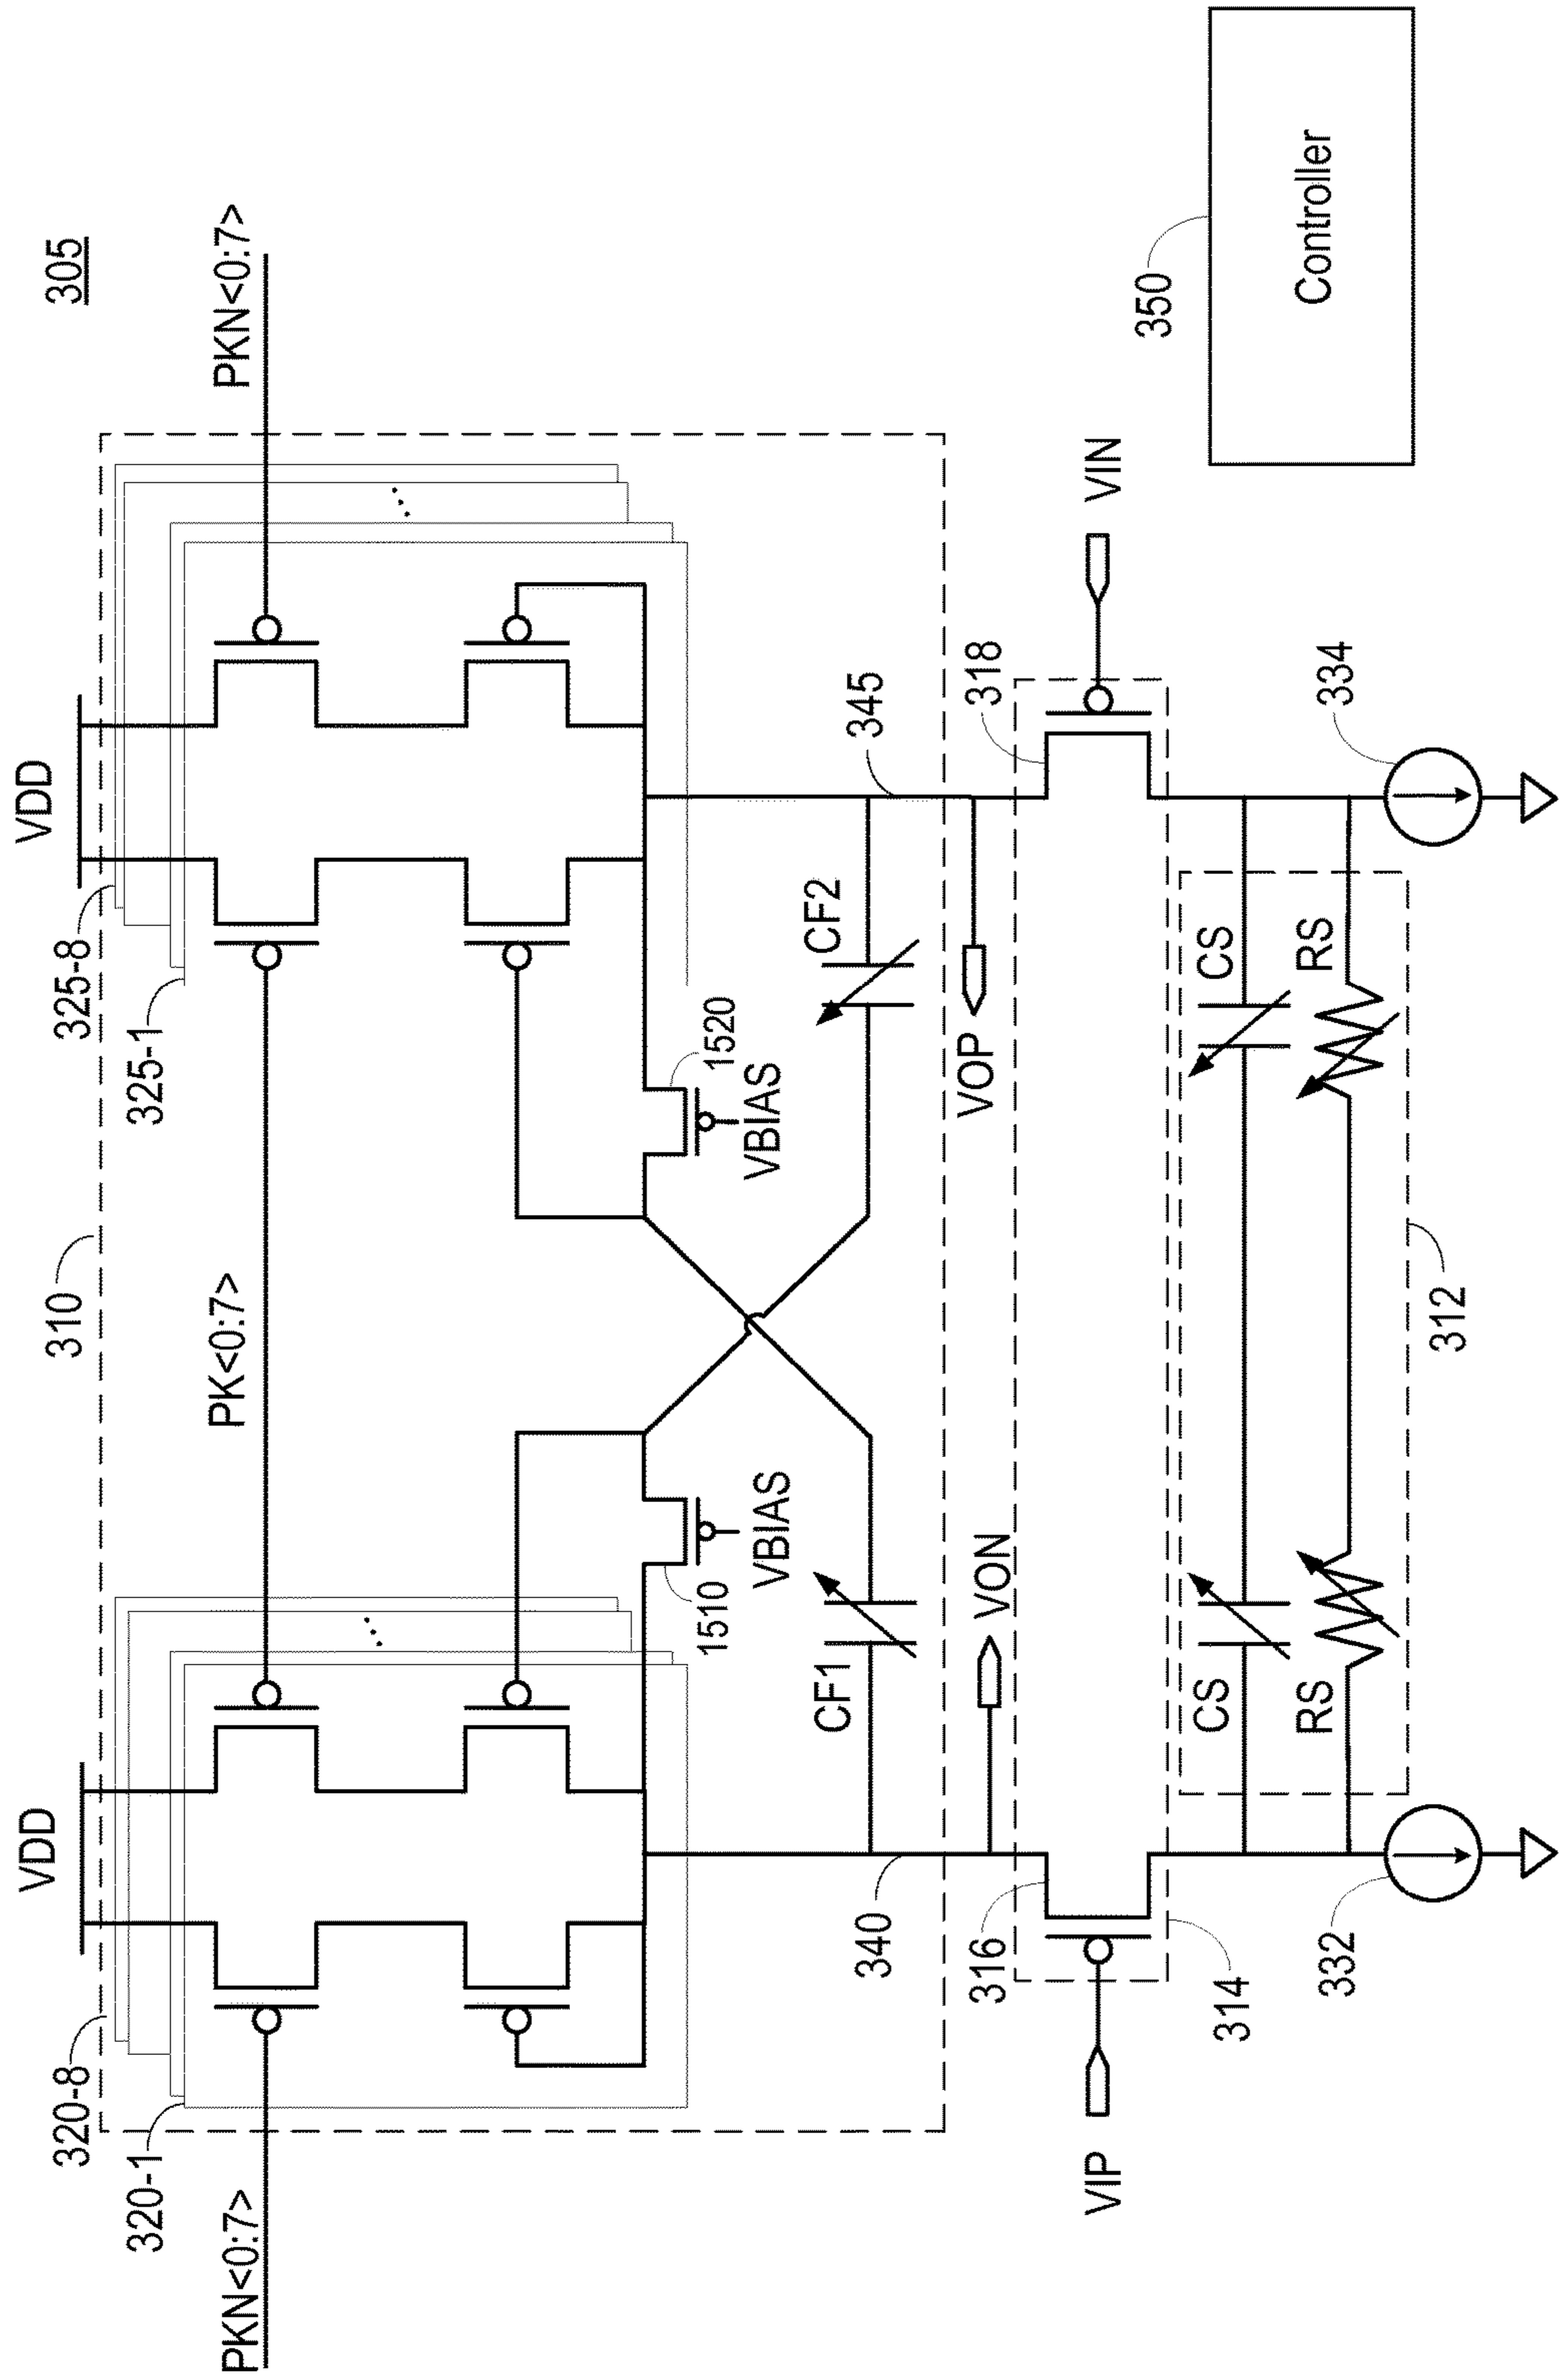 305
310
VDD
VDD
320-8
320-1
325-8
325-1
PKN<0:7>
PK<0:7>
PKN<0:7>
1510
VBIAS
1520
VBIAS
CF1
CF2
340
345
VON
VOP
VIP
316
318
VIN
314
CS
CS
RS
RS
312
332
334
350
Controller